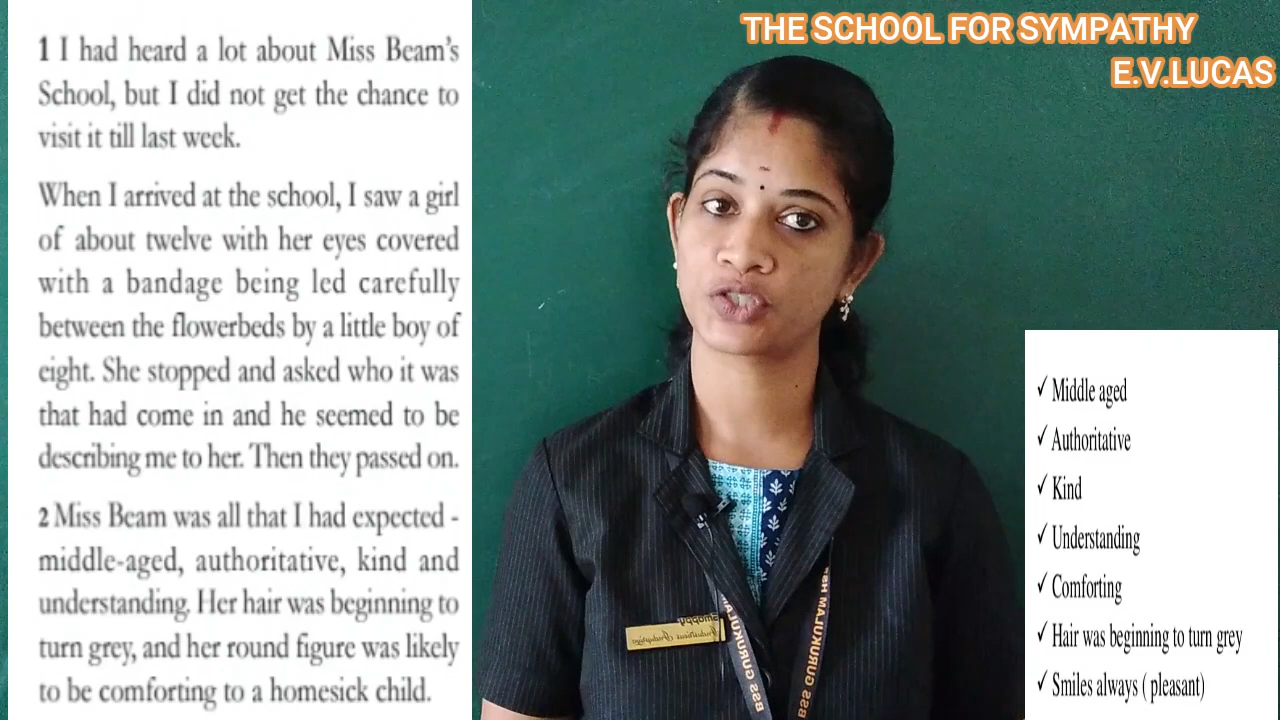 THE SCHOOL FOR SYMPATHY
E.V.LUCAS
1 I had heard a lot about Miss Beam's
School, but I did not get the chance to
visit it till last week.
When I arrived at the school, I saw a girl
of about twelve with her eyes covered
with a bandage being led carefully
between the flowerbeds by a little boy of
eight. She stopped and asked who it was
that had come in and he seemed to be
describing me to her. Then they passed on.
2 Miss Beam was all that I had expected -
middle-aged, authoritative, kind and
understanding. Her hair was beginning to
turn grey, and her round figure was likely
to be comforting to a homesick child.
✓ Middle aged
✓ Authoritative
✓ Kind
✓ Understanding
✓ Comforting
✓ Hair was beginning to turn grey
✓ Smiles always ( pleasant)
BSS GURUKULAM
BSS GURUKULAM HSS